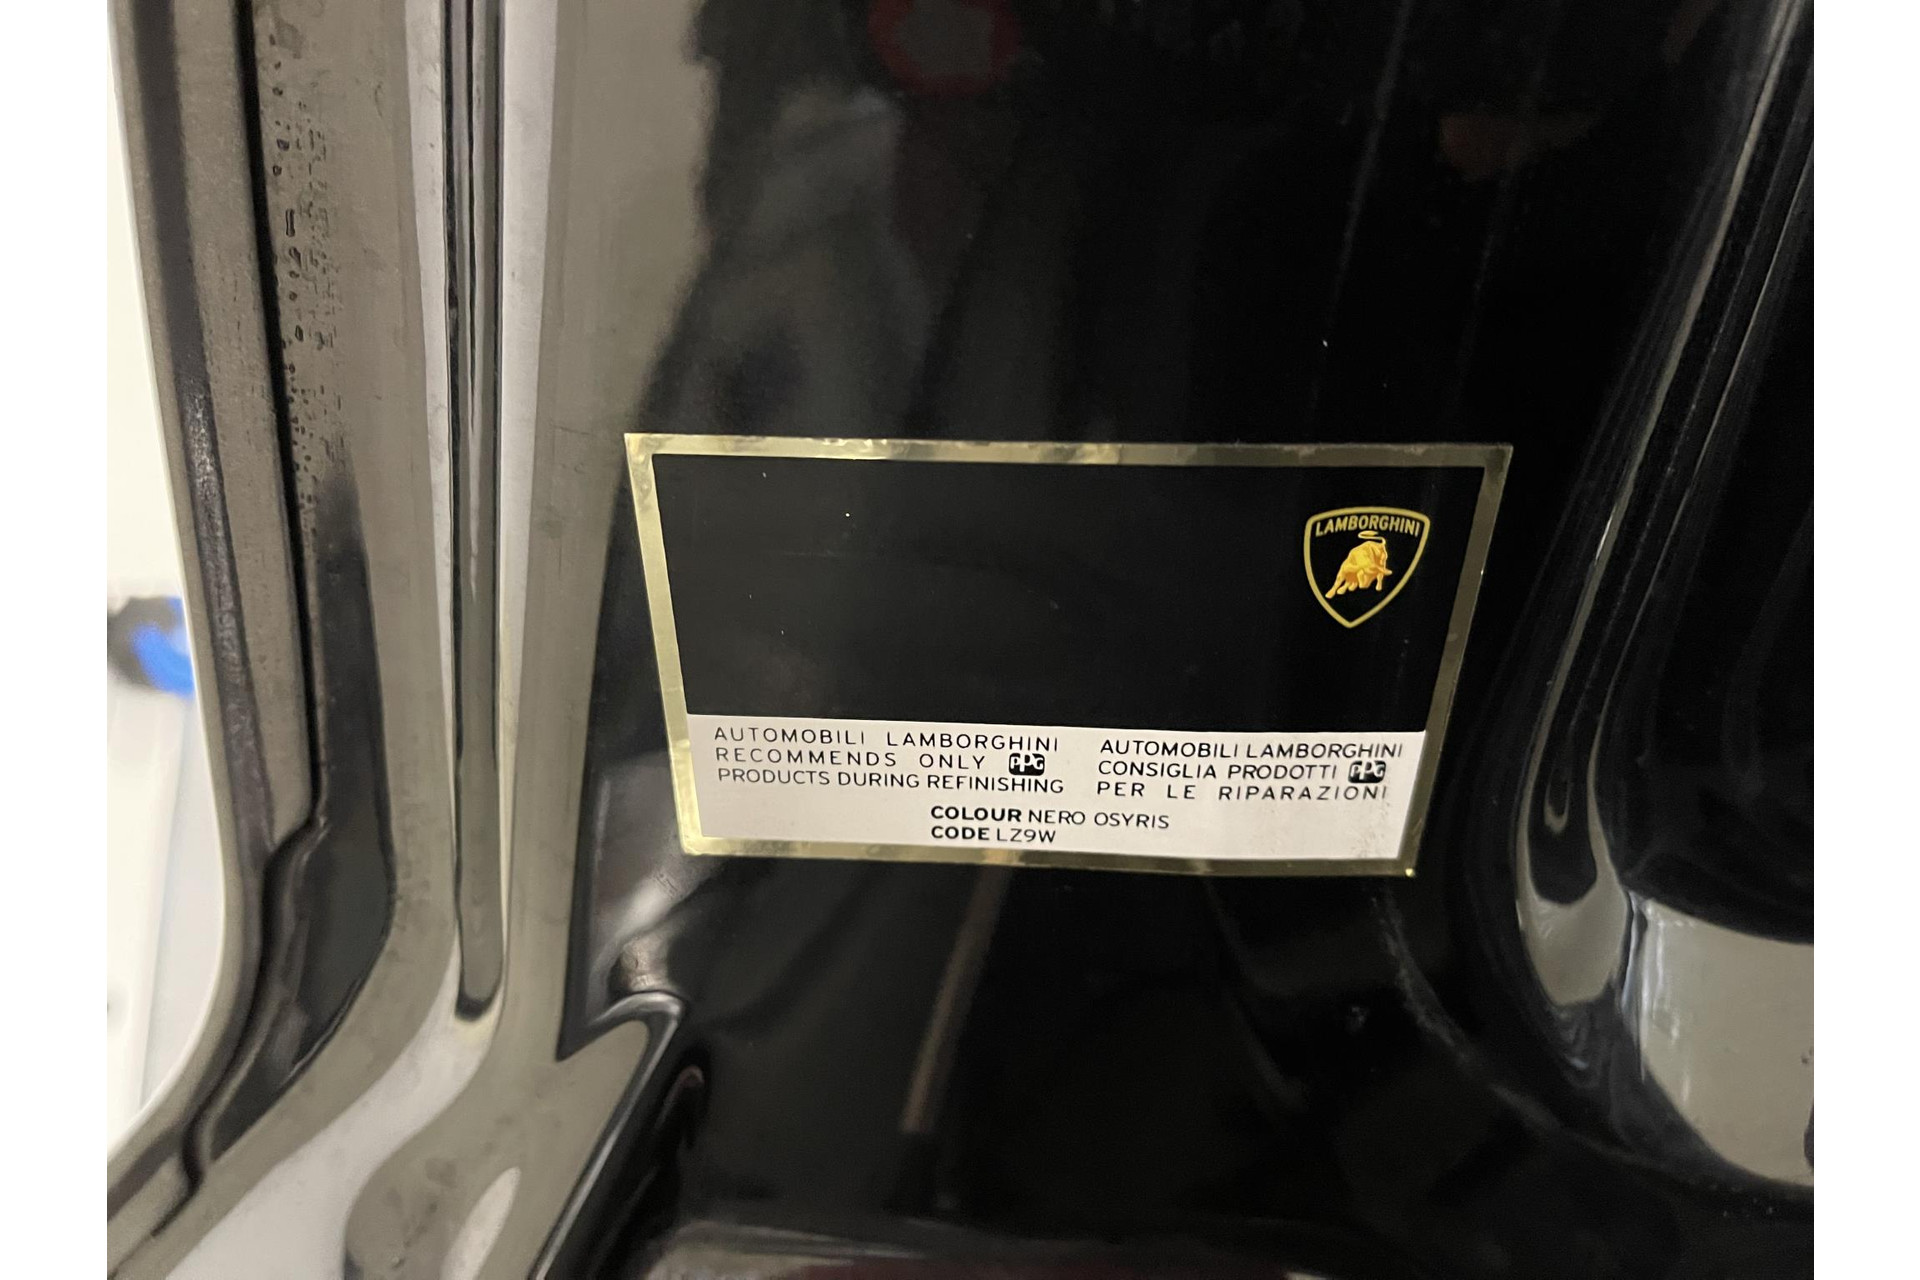 LAMBORGHINI
AUTOMOBILI LAMBORGHINI
RECOMMENDS ONLY PPG
PRODUCTS DURING REFINISHING
AUTOMOBILI LAMBORGHINI
CONSIGLIA PRODOTTI PPG
PER LE RIPARAZIONI
COLOUR NERO OSYRIS
CODE LZ9W